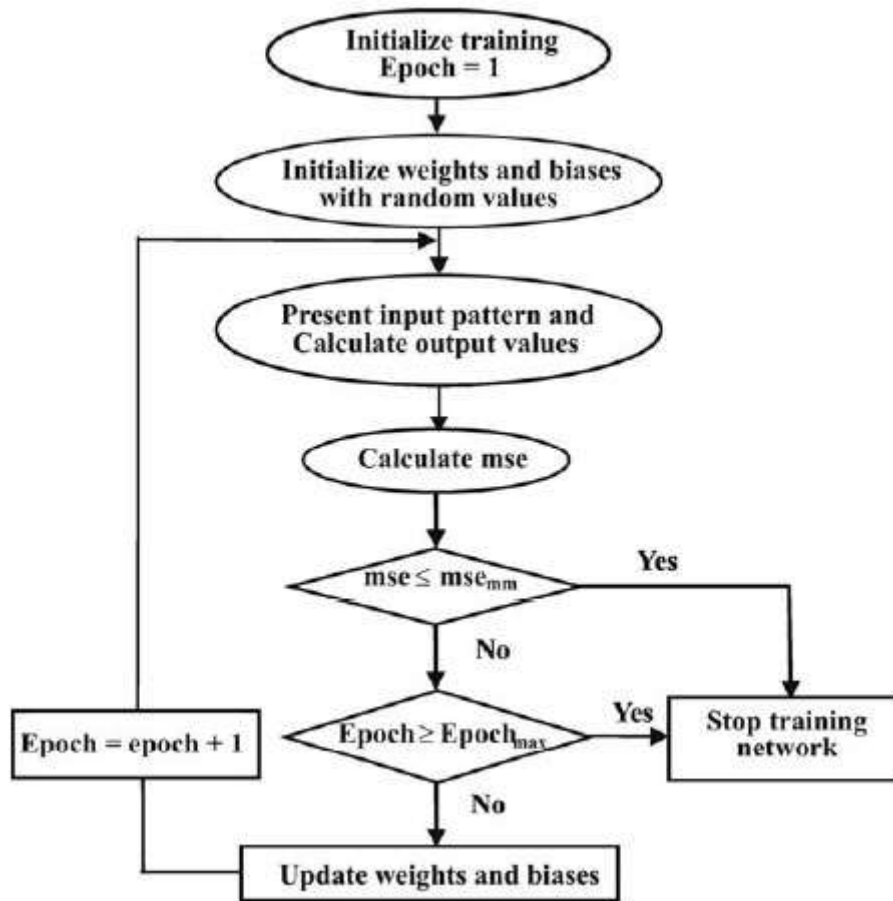 Initialize training
Epoch = 1
Initialize weights and biases
with random values
Present input pattern and
Calculate output values
Calculate mse
mse ≤ mse_mm
Yes
No
Epoch ≥ Epoch_max
Yes
Stop training
network
No
Epoch = epoch + 1
Update weights and biases